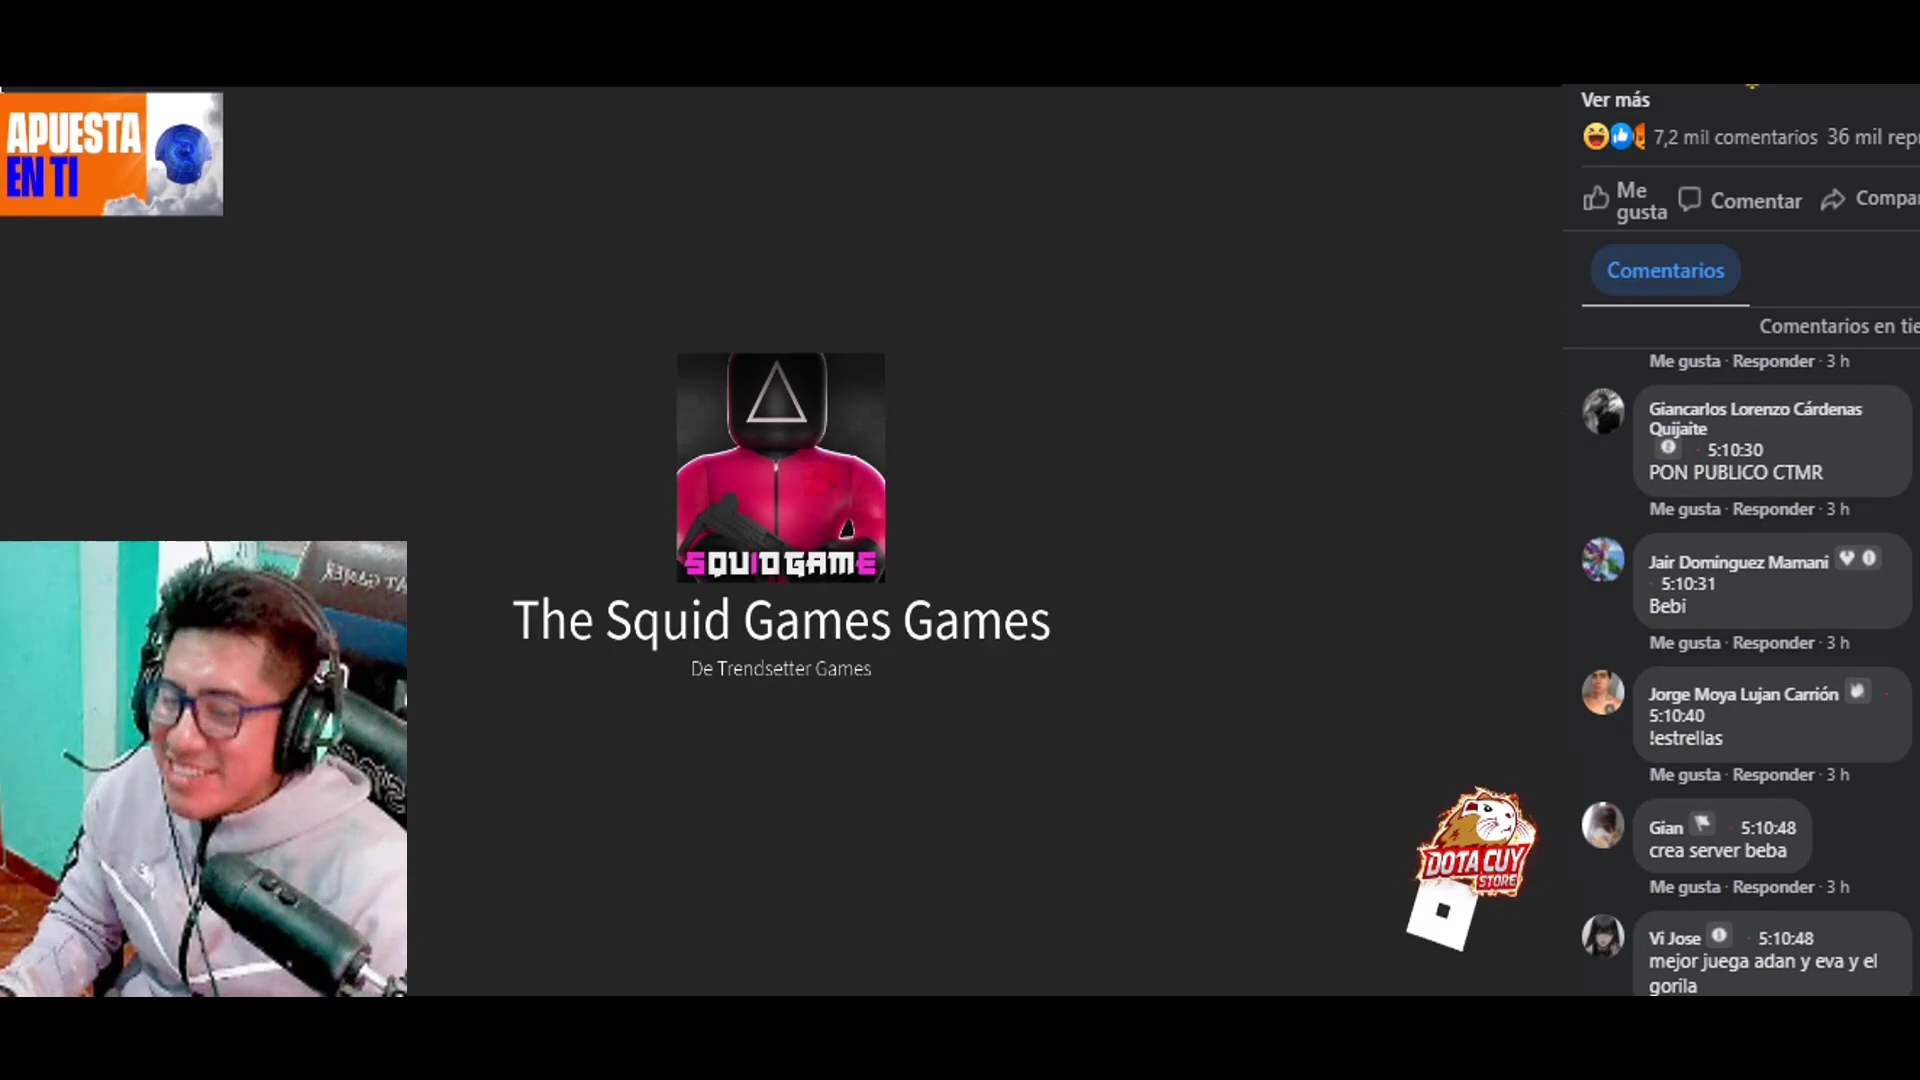 APUESTA
EN TI
SQUID GAME
The Squid Games Games
De Trendsetter Games
DOTA CUY
STORE
Ver más
7,2 mil comentarios 36 mil repr
Me gusta
Comentar
Compar
Comentarios
Comentarios en tie
Me gusta · Responder · 3 h
Giancarlos Lorenzo Cárdenas
Quijaite
· 5:10:30
PON PUBLICO CTMR
Me gusta · Responder · 3 h
Jair Dominguez Mamani
· 5:10:31
Bebi
Me gusta · Responder · 3 h
Jorge Moya Lujan Carrión ·
5:10:40
!estrellas
Me gusta · Responder · 3 h
Gian · 5:10:48
crea server beba
Me gusta · Responder · 3 h
Vi Jose · 5:10:48
mejor juega adan y eva y el
gorila